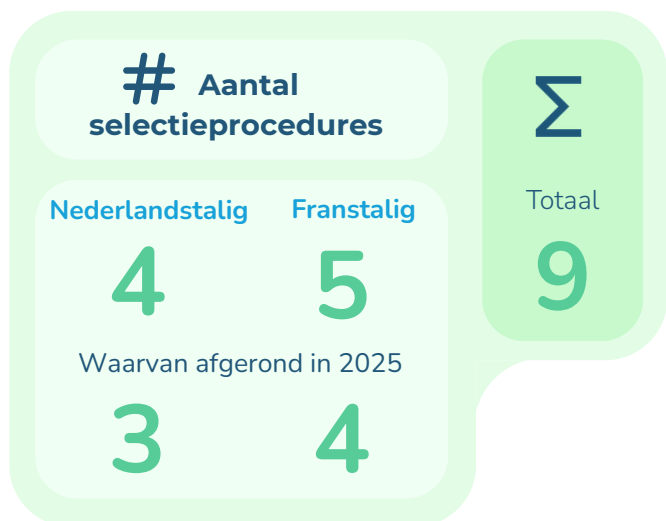 # Aantal
selectieprocedures
Nederlandstalig Franstalig
4 5
Waarvan afgerond in 2025
3 4
Σ
Totaal
9